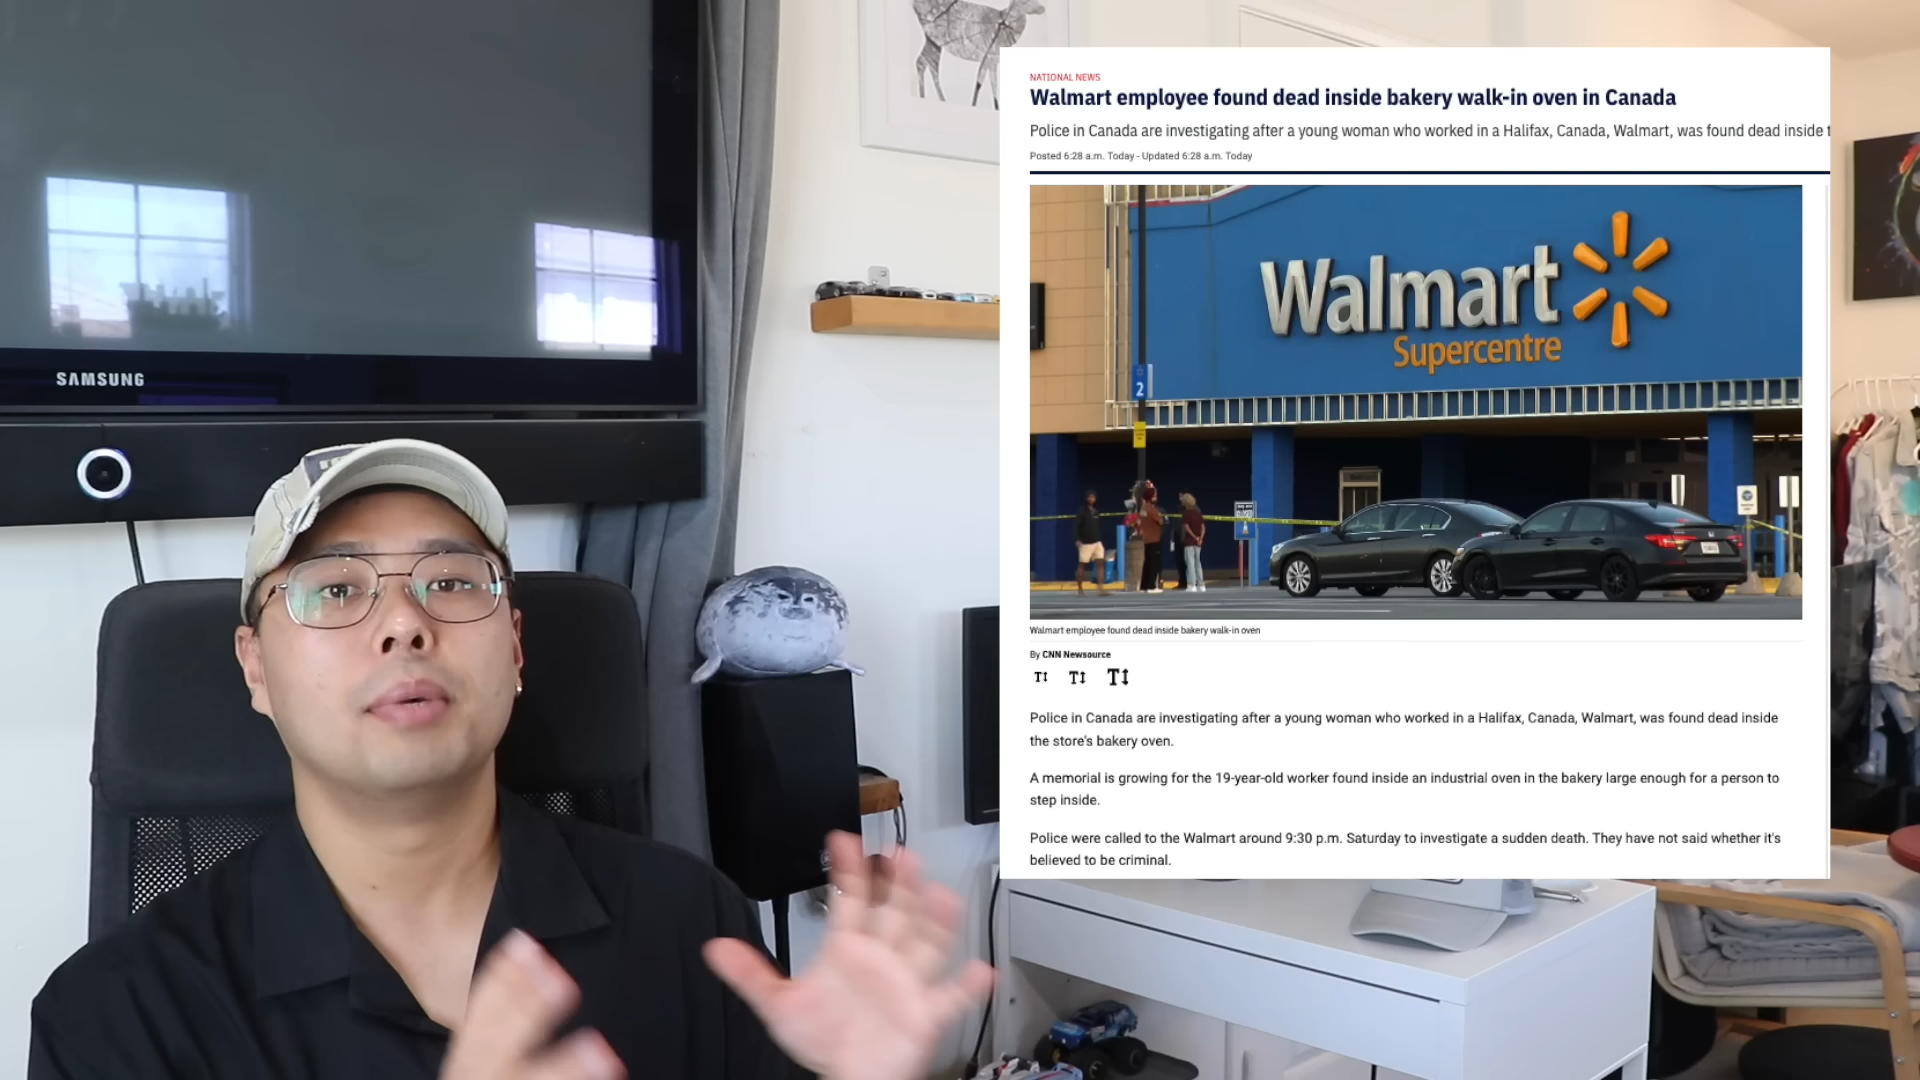 SAMSUNG
NATIONAL NEWS
Walmart employee found dead inside bakery walk-in oven in Canada
Police in Canada are investigating after a young woman who worked in a Halifax, Canada, Walmart, was found dead inside
Posted 6:28 a.m. Today - Updated 6:28 a.m. Today
Walmart
Supercentre
2
Walmart employee found dead inside bakery walk-in oven
By CNN Newsource
T↕ T↕ T↕
Police in Canada are investigating after a young woman who worked in a Halifax, Canada, Walmart, was found dead inside
the store's bakery oven.
A memorial is growing for the 19-year-old worker found inside an industrial oven in the bakery large enough for a person to
step inside.
Police were called to the Walmart around 9:30 p.m. Saturday to investigate a sudden death. They have not said whether it's
believed to be criminal.